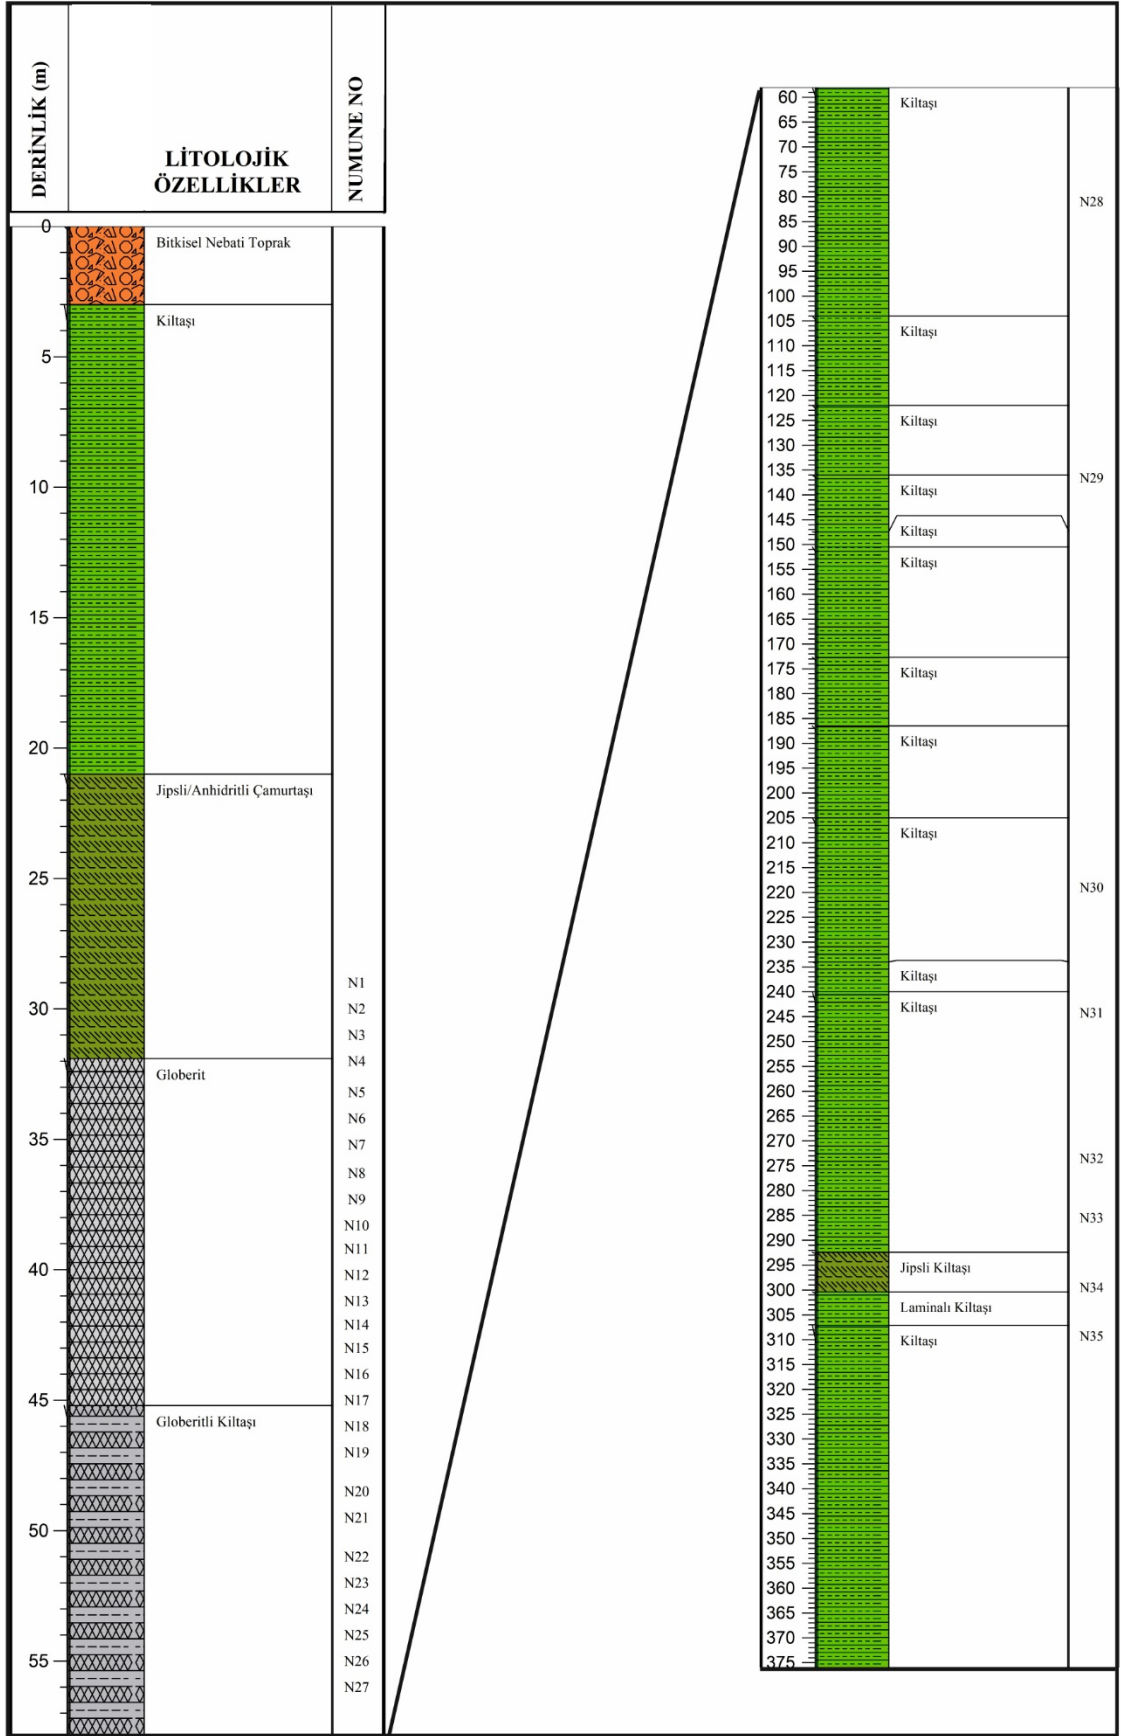 DERİNLİK (m)
LİTOLOJİK
ÖZELLİKLER
NUMUNE NO
0
Bitkisel Nebati Toprak
Kiltaşı
5
10
15
20
Jipsli/Anhidritli Çamurtaşı
25
N1
30
N2
N3
N4
Globerit
N5
N6
35
N7
N8
N9
N10
N11
40
N12
N13
N14
N15
N16
45
N17
Globeritli Kiltaşı
N18
N19
N20
N21
50
N22
N23
N24
N25
55
N26
N27
60
Kiltaşı
65
70
75
80
N28
85
90
95
100
105
Kiltaşı
110
115
120
125
Kiltaşı
130
135
N29
140
Kiltaşı
145
Kiltaşı
150
155
Kiltaşı
160
165
170
175
Kiltaşı
180
185
190
Kiltaşı
195
200
205
Kiltaşı
210
215
220
N30
225
230
235
Kiltaşı
240
Kiltaşı
245
N31
250
255
260
265
270
275
N32
280
285
N33
290
295
Jipsli Kiltaşı
300
N34
305
Laminalı Kiltaşı
310
Kiltaşı
N35
315
320
325
330
335
340
345
350
355
360
365
370
375